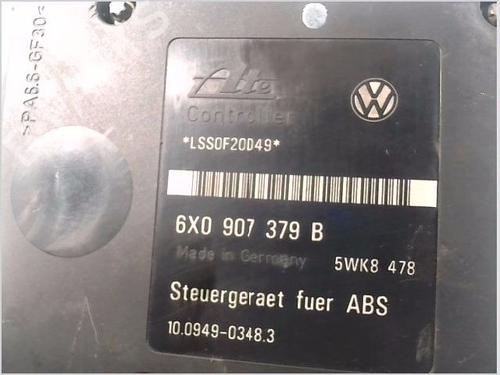 >PA6.6-GF30<
Ate
Controller
*LSS0F20D49*
6X0 907 379 B
Made in Germany
5WK8 478
Steuergeraet fuer ABS
10.0949-0348.3